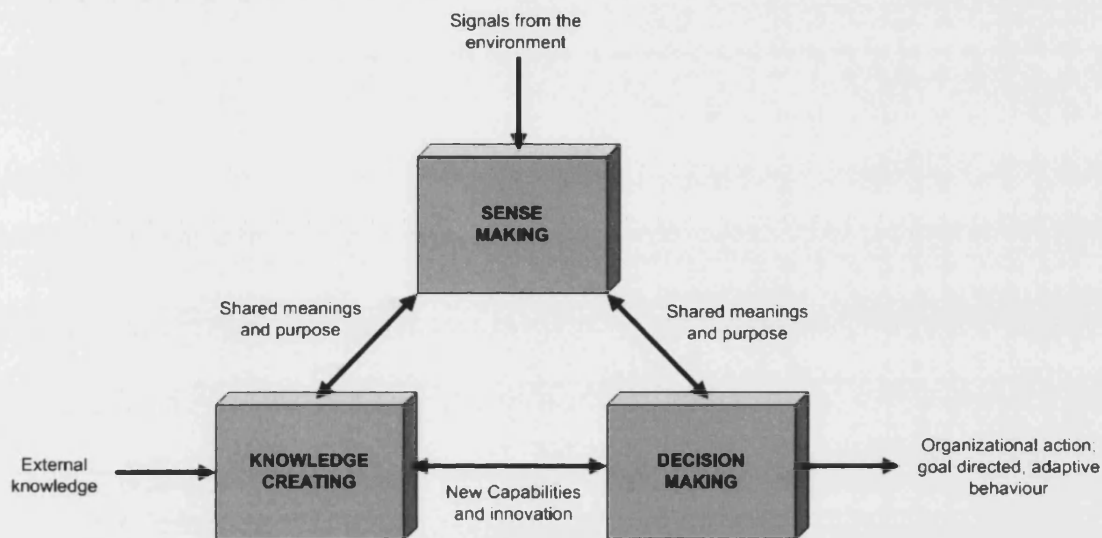 Signals from the
environment
SENSE
MAKING
Shared meanings
and purpose
Shared meanings
and purpose
External
knowledge
KNOWLEDGE
CREATING
New Capabilities
and innovation
DECISION
MAKING
Organizational action;
goal directed, adaptive
behaviour